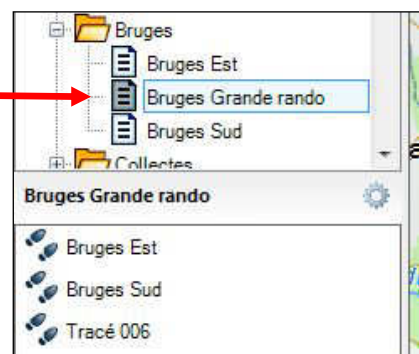 Bruges
Bruges Est
Bruges Grande rando
Bruges Sud
Collectes
Bruges Grande rando
Bruges Est
Bruges Sud
Tracé 006